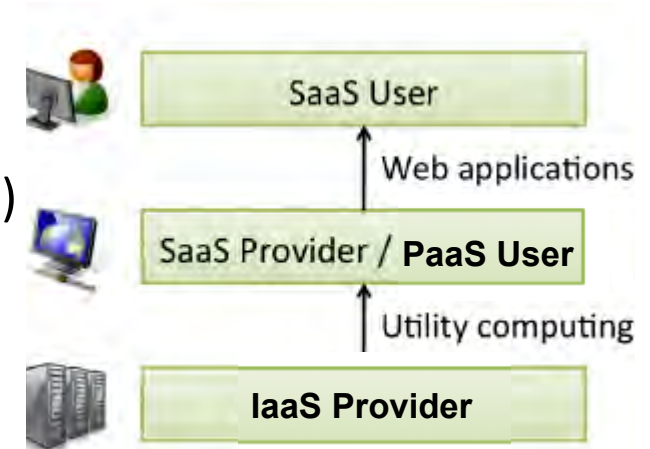 SaaS User
Web applications
)
SaaS Provider / PaaS User
Utility computing
IaaS Provider